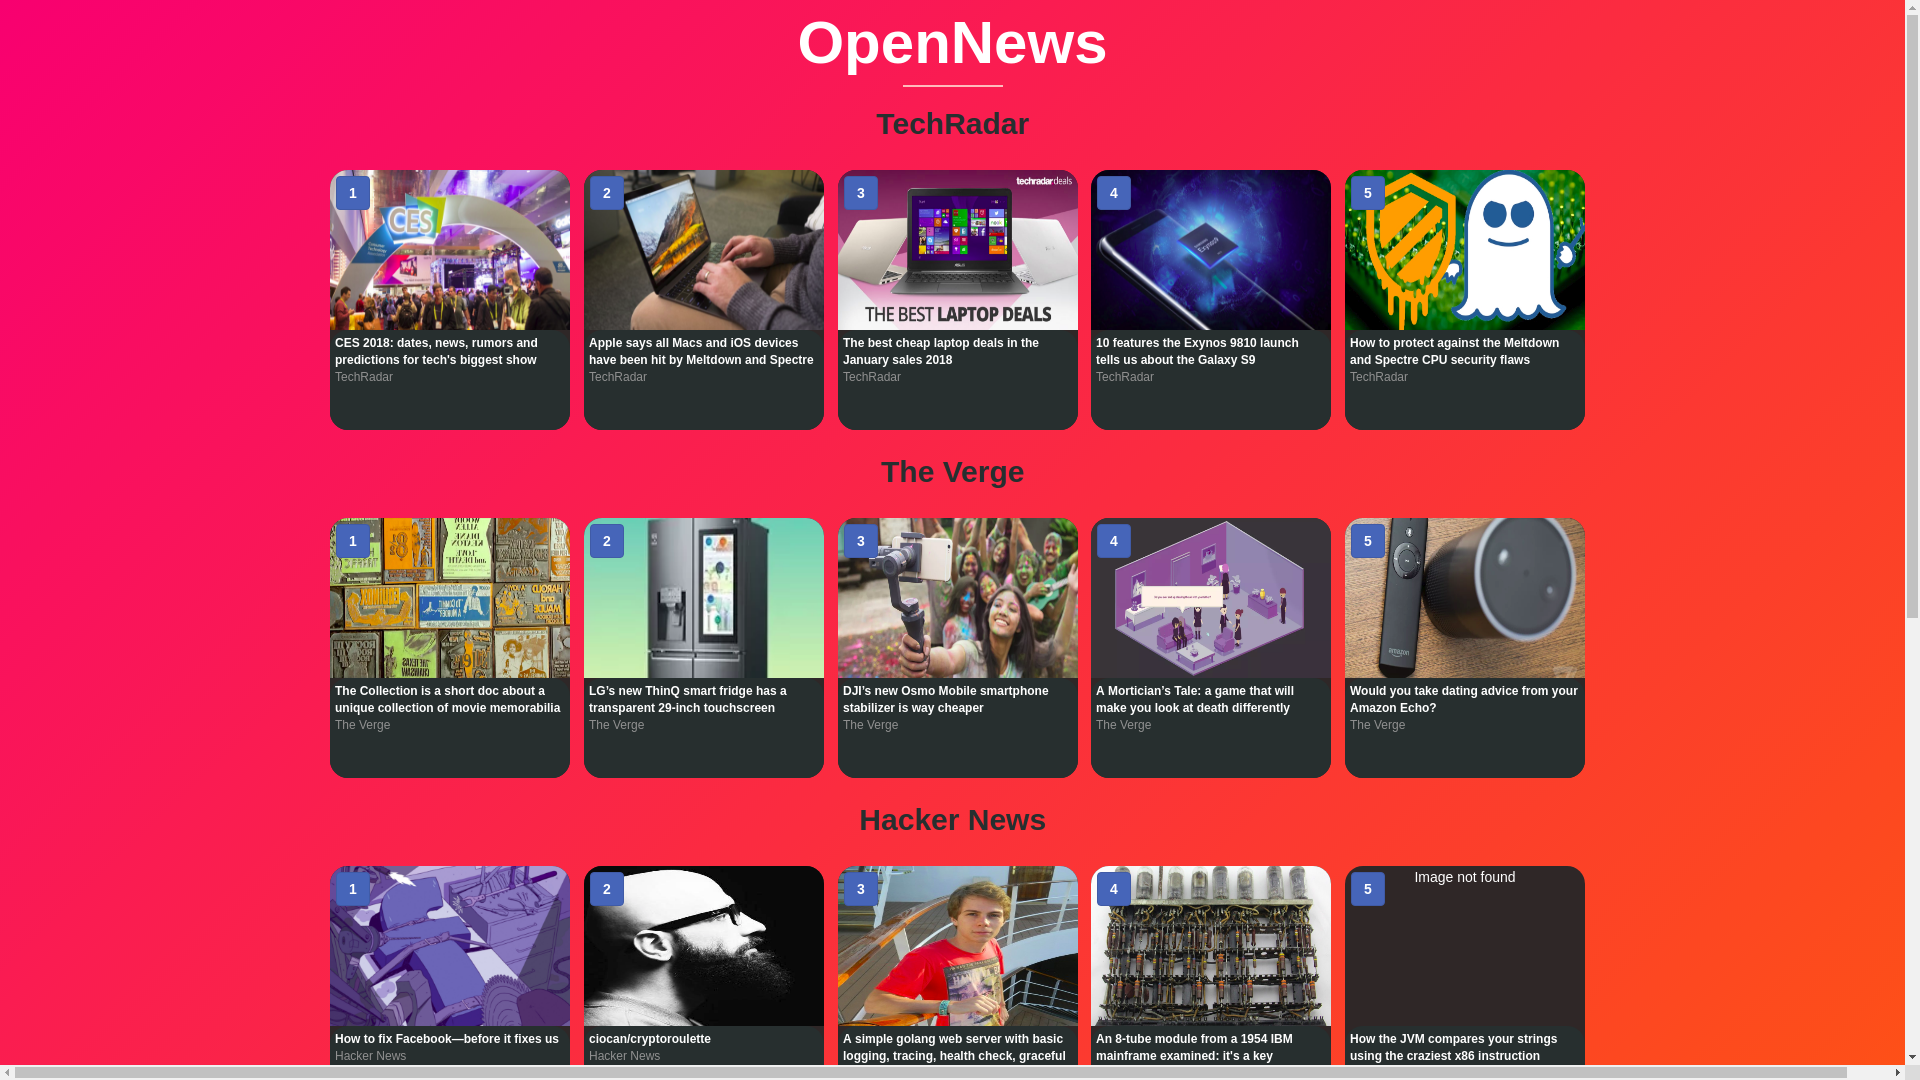 OpenNews
TechRadar
1
2
3
4
5
CES
techradardeals
THE BEST LAPTOP DEALS
CES 2018: dates, news, rumors and
predictions for tech's biggest show
TechRadar
Apple says all Macs and iOS devices
have been hit by Meltdown and Spectre
TechRadar
The best cheap laptop deals in the
January sales 2018
TechRadar
10 features the Exynos 9810 launch
tells us about the Galaxy S9
TechRadar
How to protect against the Meltdown
and Spectre CPU security flaws
TechRadar
The Verge
1
2
3
4
5
amazon
The Collection is a short doc about a
unique collection of movie memorabilia
The Verge
LG’s new ThinQ smart fridge has a
transparent 29-inch touchscreen
The Verge
DJI’s new Osmo Mobile smartphone
stabilizer is way cheaper
The Verge
A Mortician’s Tale: a game that will
make you look at death differently
The Verge
Would you take dating advice from your
Amazon Echo?
The Verge
Hacker News
1
2
3
4
5
Image not found
How to fix Facebook—before it fixes us
Hacker News
ciocan/cryptoroulette
Hacker News
A simple golang web server with basic
logging, tracing, health check, graceful
An 8-tube module from a 1954 IBM
mainframe examined: it's a key
How the JVM compares your strings
using the craziest x86 instruction